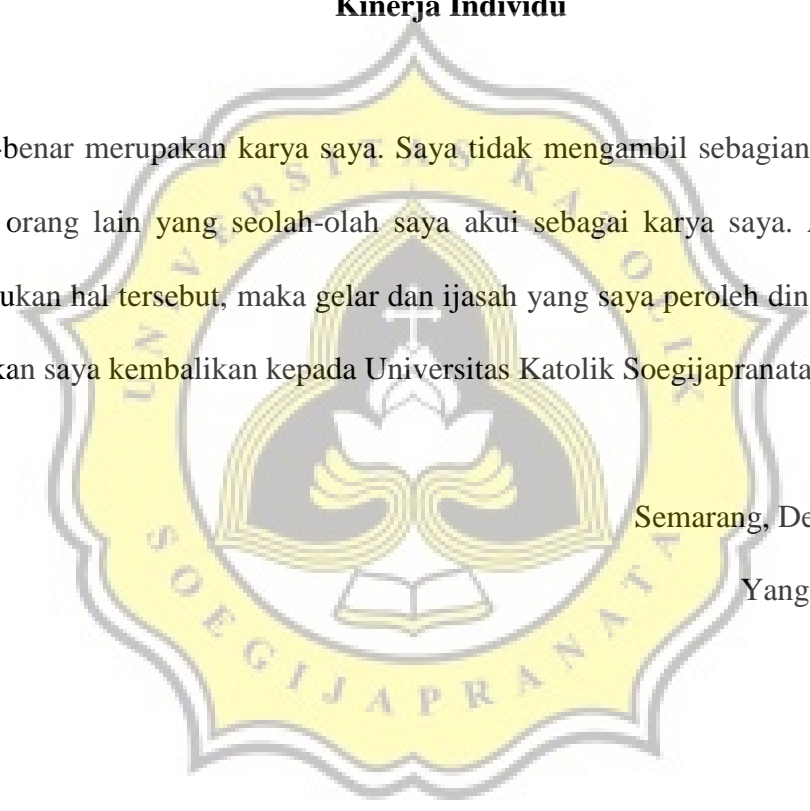 Kinerja Individu
-benar merupakan karya saya. Saya tidak mengambil sebagian
orang lain yang seolah-olah saya akui sebagai karya saya.
ukan hal tersebut, maka gelar dan ijasah yang saya peroleh din
kan saya kembalikan kepada Universitas Katolik Soegijapranata
Semarang, De
Yang
UNIVERSITAS KATOLIK
SOEGIJAPRANATA